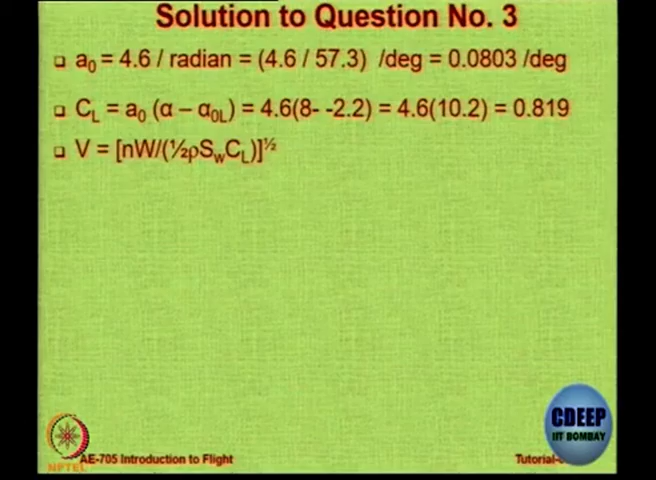 Solution to Question No. 3
❑ a₀ = 4.6 / radian = (4.6 / 57.3) /deg = 0.0803 /deg
❑ C_L = a₀ (α – α₀L) = 4.6(8- -2.2) = 4.6(10.2) = 0.819
❑ V = [nW/(½ρS_wC_L)]^½
CDEEP
IIT BOMBAY
NPTEL
AE-705 Introduction to Flight